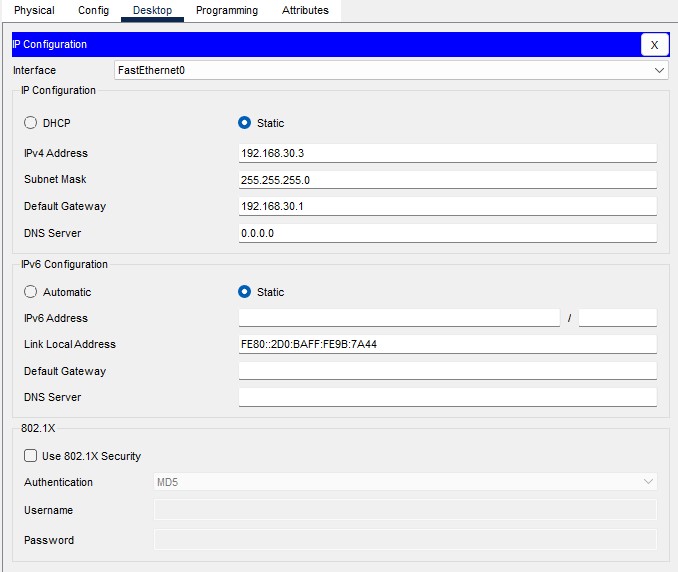 Physical Config Desktop Programming Attributes
IP Configuration X
Interface FastEthernet0
IP Configuration
DHCP Static
IPv4 Address 192.168.30.3
Subnet Mask 255.255.255.0
Default Gateway 192.168.30.1
DNS Server 0.0.0.0
IPv6 Configuration
Automatic Static
IPv6 Address /
Link Local Address FE80::2D0:BAFF:FE9B:7A44
Default Gateway
DNS Server
802.1X
Use 802.1X Security
Authentication MD5
Username
Password